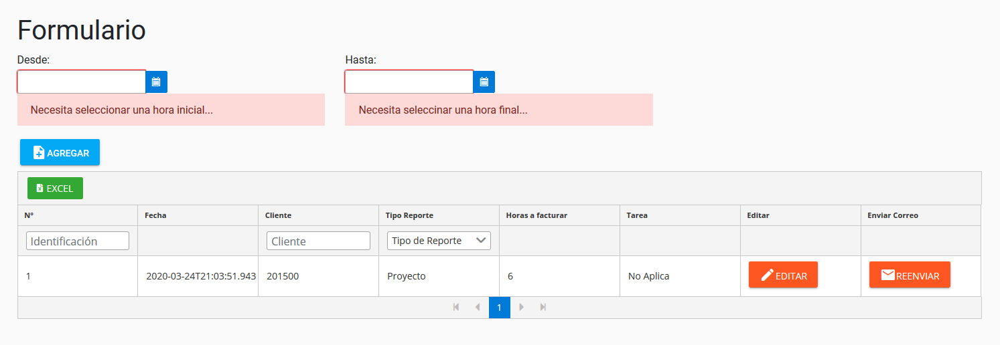 Formulario
Desde: Hasta:
Necesita seleccionar una hora inicial... Necesita seleccinar una hora final...
AGREGAR
EXCEL
Nº Fecha Cliente Tipo Reporte Horas a facturar Tarea Editar Enviar Correo
Identificación Cliente Tipo de Reporte
1 2020-03-24T21:03:51.943 201500 Proyecto 6 No Aplica EDITAR REENVIAR
1